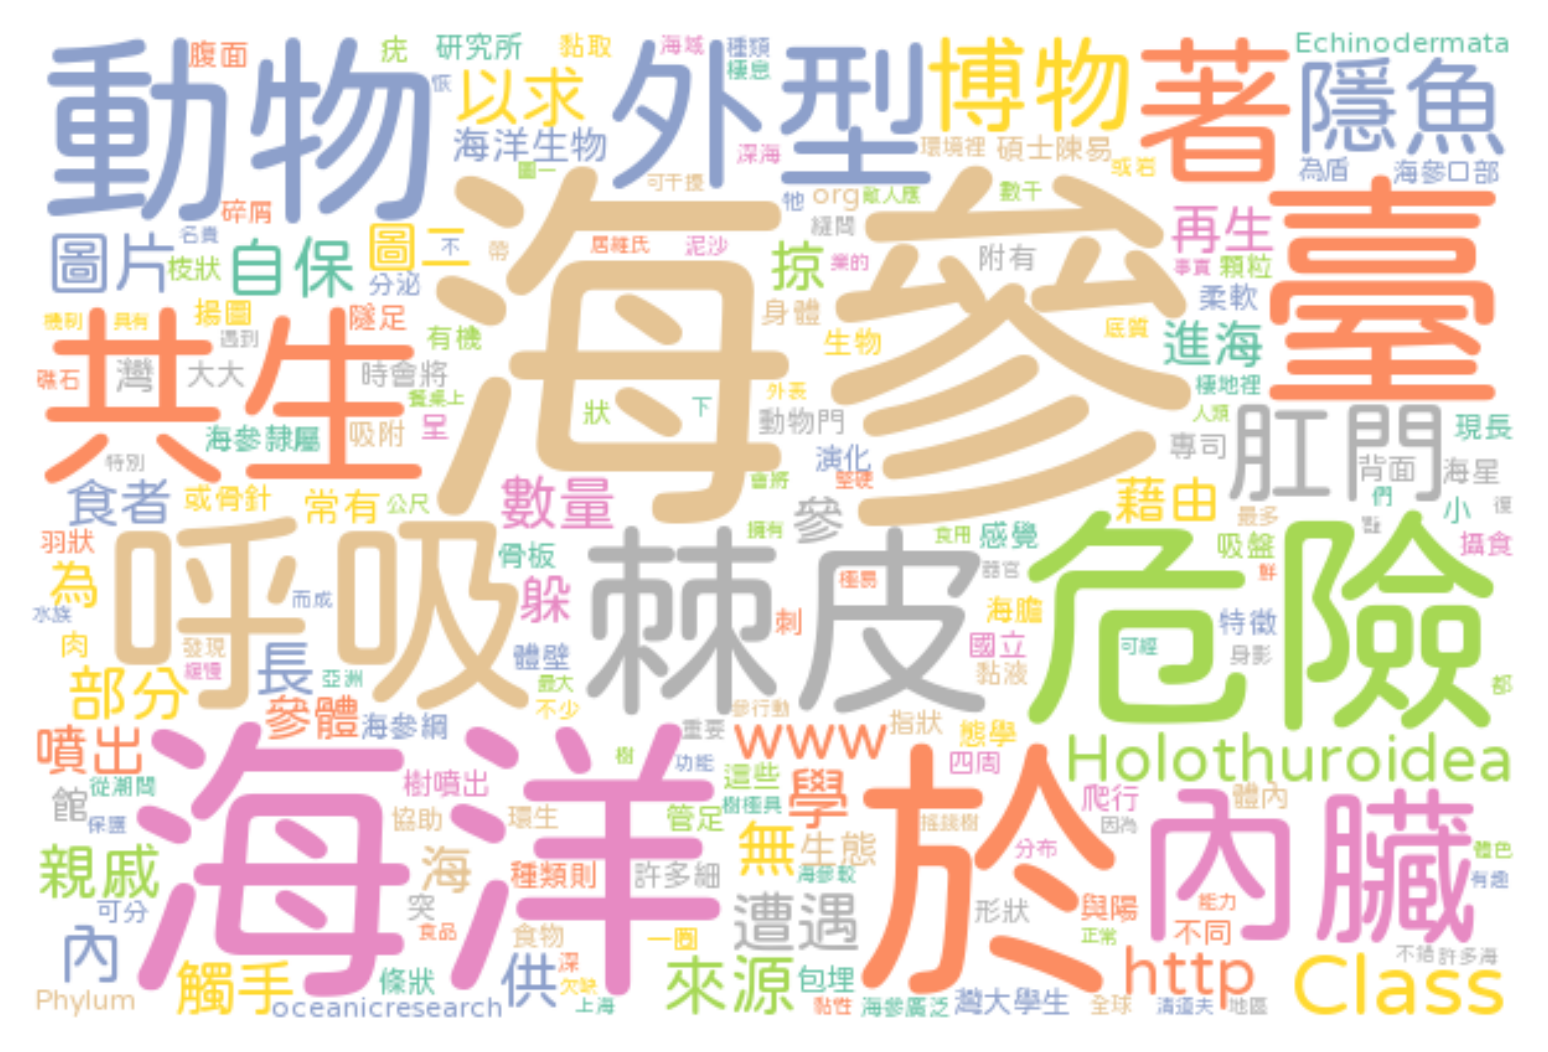 動物
腹面
疣
研究所
黏取
海域
種類
棲息
外型
博物
著
Echinodermata
隱魚
以求
恢
海洋生物
圖一
深海
環境裡
碩士陳易
或岩
為盾
海參口部
碎屑
可干擾
牠
org
敵人應
數千
縫間
再生
臺
圖片
名貴
枝狀
自保
圖二
不
帶
分泌
居維氏
泥沙
掠
業的
附有
事實
顆粒
柔軟
海參
機制
具有
揚圖
隧足
遇到
有機
身體
生物
底質
進海
共生
礁石
灣
大大
時會將
餐桌上
呈
狀
下
外表
動物門
棲地裡
人類
海參隸屬
吸附
特別
演化
堅硬
會將
專司
肛門
背面
現長
海星
食者
或骨針
常有
公尺
數量
參
藉由
最多
們
小
復
羽狀
呼吸
骨板
擁有
棘皮
食用
感覺
器官
危險
吸盤
鮮
攝食
為
水族
而成
躲
極易
刺
海膽
國立
特徵
可經
身影
肉
發現
緩慢
長
亞洲
體壁
最大
不少
黏液
都
部分
參體
海參綱
重要
參行動
指狀
態學
噴出
從潮間
海洋
樹噴出
樹
功能
www
四周
Holothuroidea
館
保護
協助
環生
這些
管足
樹極具
學
於
搖錢樹
爬行
因為
體內
內臟
親戚
海
種類則
許多細
無
生態
海參較
分布
體色
有趣
可分
突
食品
食物
一圈
遭遇
形狀
與陽
正常
能力
不同
內
觸手
條狀
供
深
欠缺
來源
包埋
http
不錯
許多海
Class
Phylum
oceanicresearch
上海
黏性
海參廣泛
灣大學生
全球
清道夫
地區